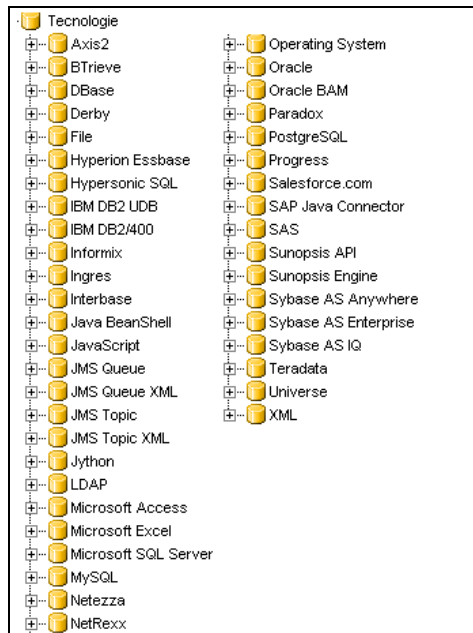 Tecnologie
Axis2
BTrieve
DBase
Derby
File
Hyperion Essbase
Hypersonic SQL
IBM DB2 UDB
IBM DB2/400
Informix
Ingres
Interbase
Java BeanShell
JavaScript
JMS Queue
JMS Queue XML
JMS Topic
JMS Topic XML
Jython
LDAP
Microsoft Access
Microsoft Excel
Microsoft SQL Server
MySQL
Netezza
NetRexx
Operating System
Oracle
Oracle BAM
Paradox
PostgreSQL
Progress
Salesforce.com
SAP Java Connector
SAS
Sunopsis API
Sunopsis Engine
Sybase AS Anywhere
Sybase AS Enterprise
Sybase AS IQ
Teradata
Universe
XML